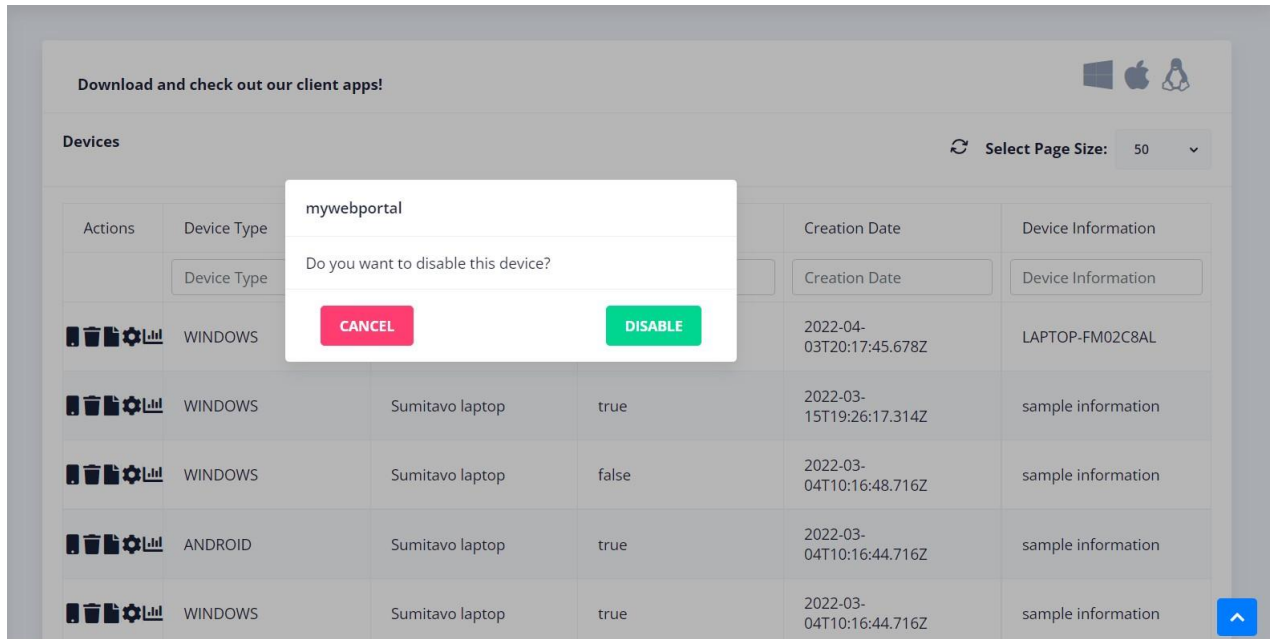 Download and check out our client apps!
Devices
Select Page Size: 50
mywebportal
Do you want to disable this device?
CANCEL DISABLE
Actions Device Type Creation Date Device Information
Device Type Creation Date Device Information
WINDOWS 2022-04-
03T20:17:45.678Z LAPTOP-FM02C8AL
WINDOWS Sumitavo laptop true 2022-03-
15T19:26:17.314Z sample information
WINDOWS Sumitavo laptop false 2022-03-
04T10:16:48.716Z sample information
ANDROID Sumitavo laptop true 2022-03-
04T10:16:44.716Z sample information
WINDOWS Sumitavo laptop true 2022-03-
04T10:16:44.716Z sample information